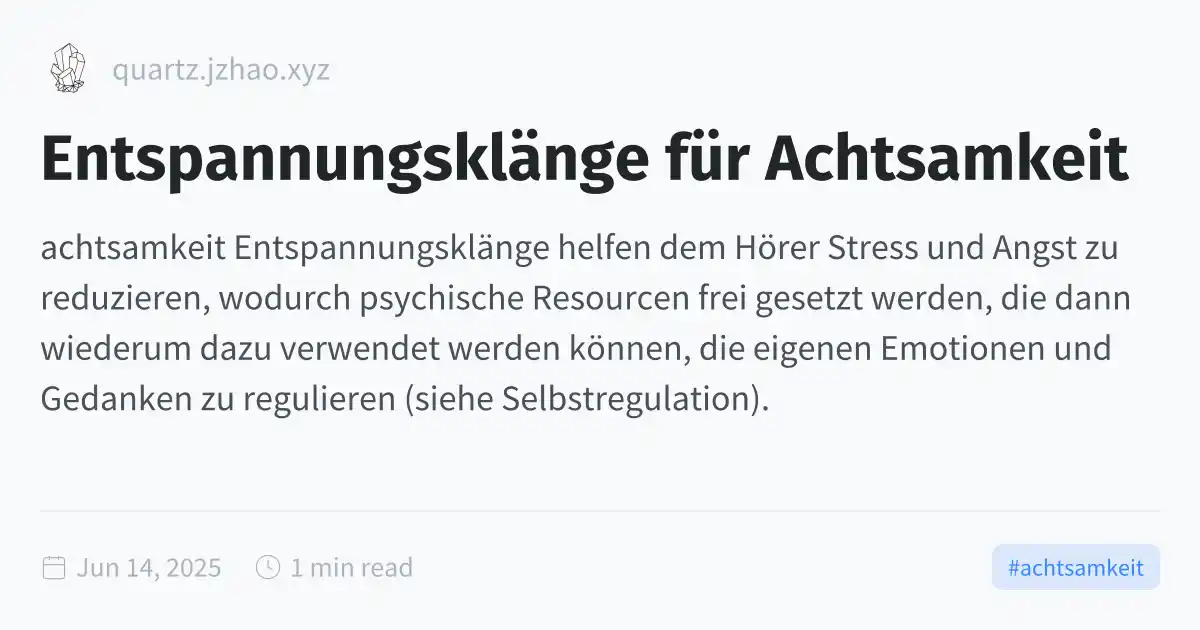 quartz.jzhao.xyz
Entspannungsklänge für Achtsamkeit
achtsamkeit Entspannungsklänge helfen dem Hörer Stress und Angst zu
reduzieren, wodurch psychische Resourcen frei gesetzt werden, die dann
wiederum dazu verwendet werden können, die eigenen Emotionen und
Gedanken zu regulieren (siehe Selbstregulation).
Jun 14, 2025 1 min read #achtsamkeit